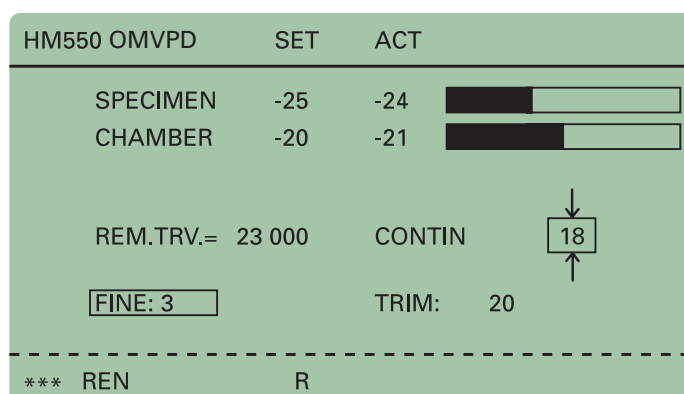 HM550 OMVPD SET ACT
SPECIMEN -25 -24
CHAMBER -20 -21
REM.TRV.= 23 000 CONTIN 18
FINE: 3 TRIM: 20
*** REN R